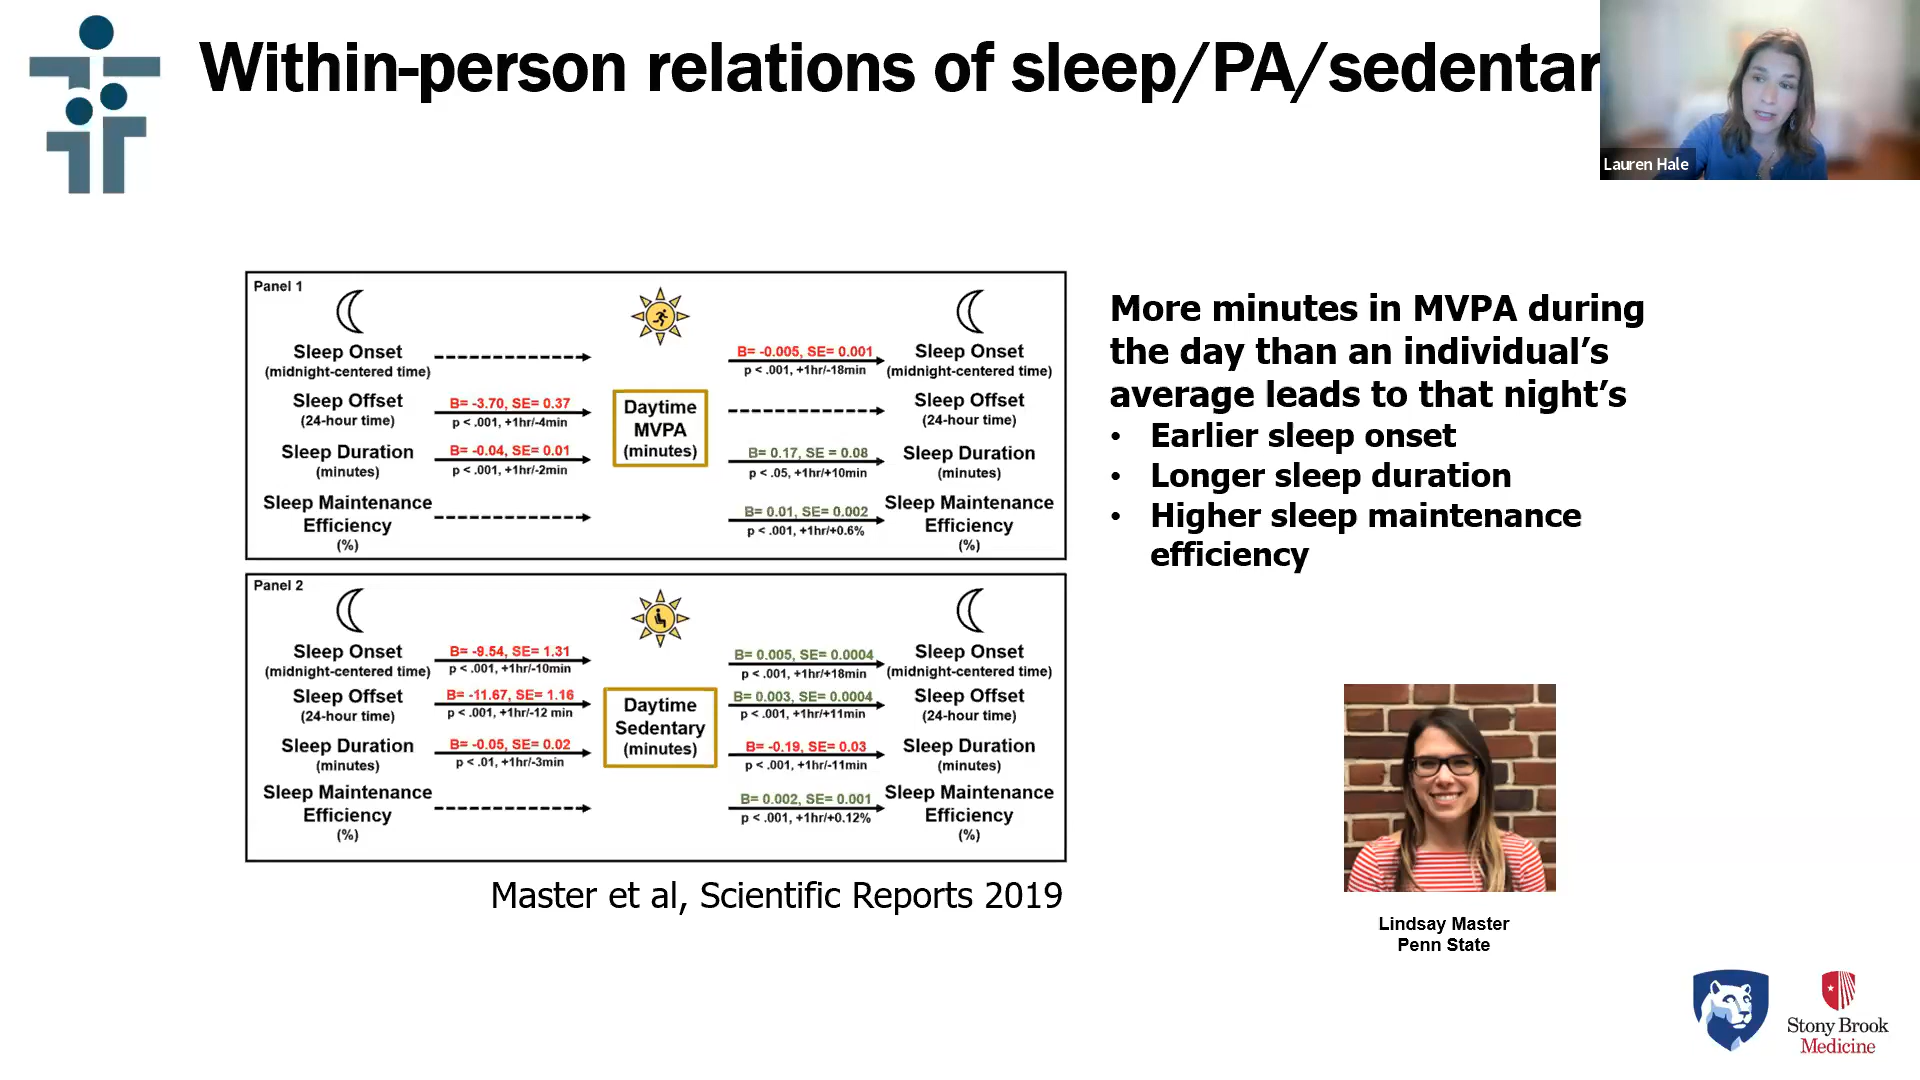 Within-person relations of sleep/PA/sedentar
Lauren Hale
Panel 1
Sleep Onset
(midnight-centered time)
B= -0.005, SE= 0.001
p < .001, +1hr/-18min
Sleep Onset
(midnight-centered time)
Sleep Offset
(24-hour time)
B= -3.70, SE= 0.37
p < .001, +1hr/-4min
Daytime
MVPA
(minutes)
Sleep Offset
(24-hour time)
Sleep Duration
(minutes)
B= -0.04, SE= 0.01
p < .001, +1hr/-2min
B= 0.17, SE = 0.08
p < .05, +1hr/+10min
Sleep Duration
(minutes)
Sleep Maintenance
Efficiency
(%)
B= 0.01, SE= 0.002
p < .001, +1hr/+0.6%
Sleep Maintenance
Efficiency
(%)
Panel 2
Sleep Onset
(midnight-centered time)
B= -9.54, SE= 1.31
p < .001, +1hr/-10min
B= 0.005, SE= 0.0004
p < .001, +1hr/+18min
Sleep Onset
(midnight-centered time)
Sleep Offset
(24-hour time)
B= -11.67, SE= 1.16
p < .001, +1hr/-12 min
Daytime
Sedentary
(minutes)
B= 0.003, SE= 0.0004
p < .001, +1hr/+11min
Sleep Offset
(24-hour time)
Sleep Duration
(minutes)
B= -0.05, SE= 0.02
p < .01, +1hr/-3min
B= -0.19, SE= 0.03
p < .001, +1hr/-11min
Sleep Duration
(minutes)
Sleep Maintenance
Efficiency
(%)
B= 0.002, SE= 0.001
p < .001, +1hr/+0.12%
Sleep Maintenance
Efficiency
(%)
Master et al, Scientific Reports 2019
More minutes in MVPA during
the day than an individual’s
average leads to that night’s
• Earlier sleep onset
• Longer sleep duration
• Higher sleep maintenance
efficiency
Lindsay Master
Penn State
Stony Brook
Medicine